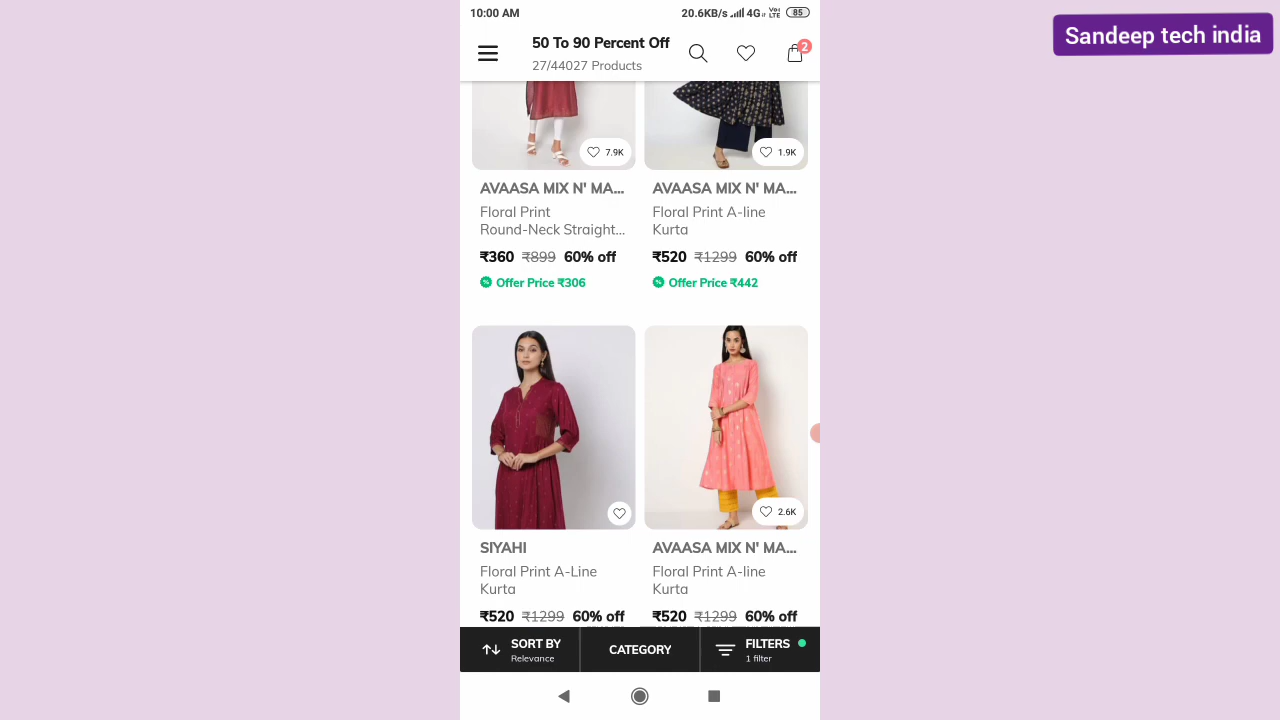 10:00 AM
20.6KB/s 4G Vo) LTE 85
Sandeep tech india
50 To 90 Percent Off
27/44027 Products
2
7.9K
1.9K
AVAASA MIX N' MA...
AVAASA MIX N' MA...
Floral Print
Round-Neck Straight...
Floral Print A-line
Kurta
₹360 ₹899 60% off
₹520 ₹1299 60% off
Offer Price ₹306
Offer Price ₹442
2.6K
SIYAHI
AVAASA MIX N' MA...
Floral Print A-Line
Kurta
Floral Print A-line
Kurta
₹520 ₹1299 60% off
₹520 ₹1299 60% off
SORT BY
Relevance
CATEGORY
FILTERS
1 filter